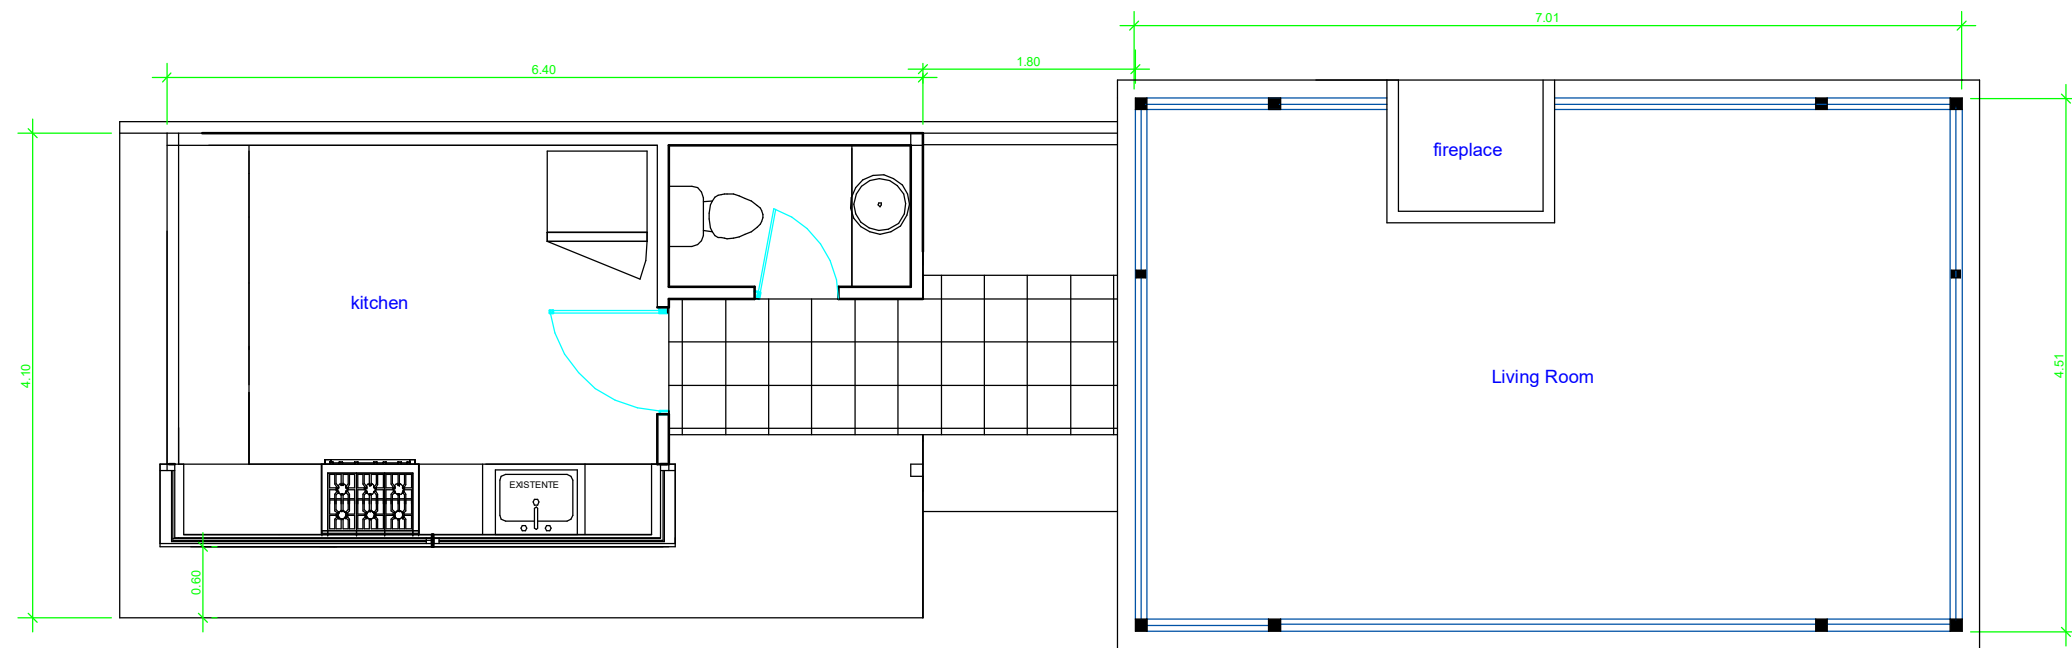 7.01
1.80
6.40
fireplace
kitchen
4.51
4.10
Living Room
EXISTENTE
0.60